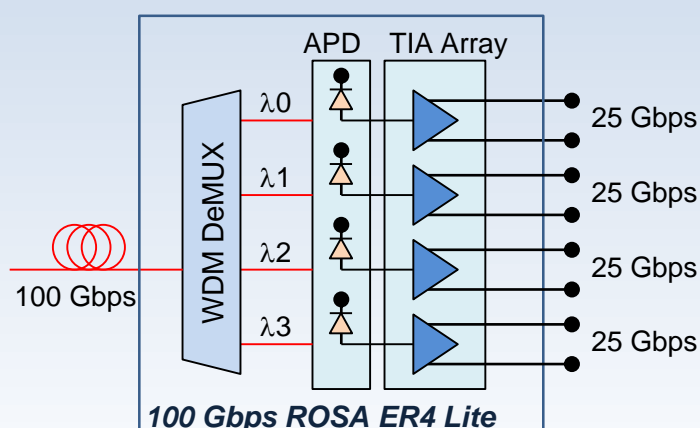 APD TIA Array
λ0
25 Gbps
λ1
25 Gbps
WDM DeMUX
λ2
25 Gbps
100 Gbps
λ3
25 Gbps
100 Gbps ROSA ER4 Lite